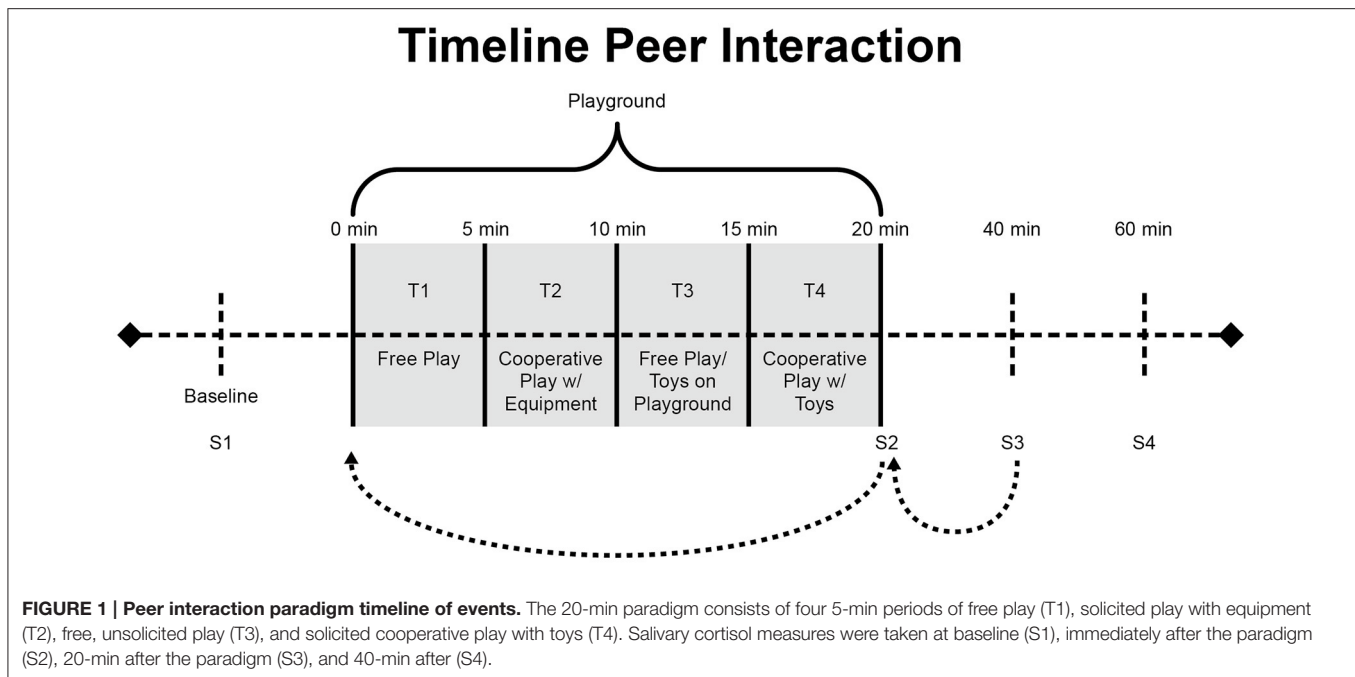 Timeline Peer Interaction
Playground
0 min 5 min 10 min 15 min 20 min 40 min 60 min
T1 T2 T3 T4
Free Play Cooperative Free Play/ Cooperative
Play w/ Toys on Play w/
Equipment Playground Toys
Baseline
S1 S2 S3 S4
FIGURE 1 | Peer interaction paradigm timeline of events. The 20-min paradigm consists of four 5-min periods of free play (T1), solicited play with equipment
(T2), free, unsolicited play (T3), and solicited cooperative play with toys (T4). Salivary cortisol measures were taken at baseline (S1), immediately after the paradigm
(S2), 20-min after the paradigm (S3), and 40-min after (S4).